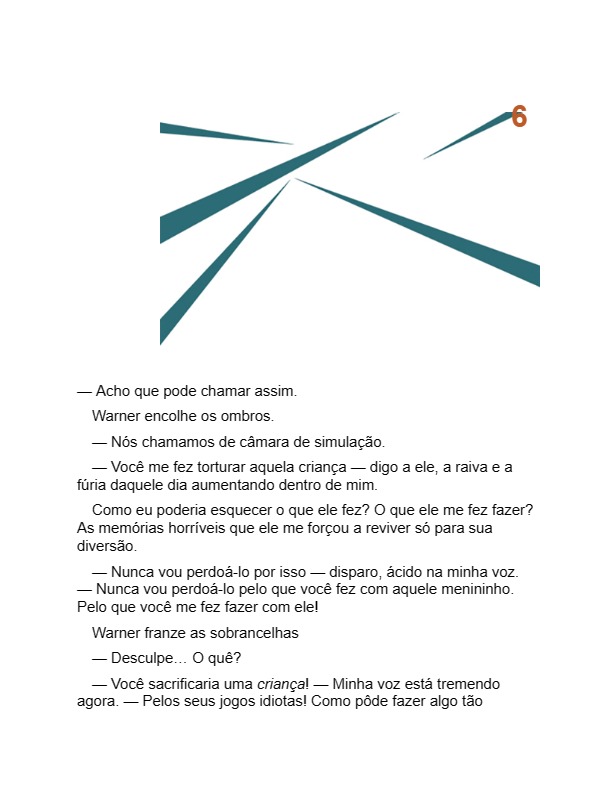 6
— Acho que pode chamar assim.
Warner encolhe os ombros.
— Nós chamamos de câmara de simulação.
— Você me fez torturar aquela criança — digo a ele, a raiva e a
fúria daquele dia aumentando dentro de mim.
Como eu poderia esquecer o que ele fez? O que ele me fez fazer?
As memórias horríveis que ele me forçou a reviver só para sua
diversão.
— Nunca vou perdoá-lo por isso — disparo, ácido na minha voz.
— Nunca vou perdoá-lo pelo que você fez com aquele menininho.
Pelo que você me fez fazer com ele!
Warner franze as sobrancelhas
— Desculpe… O quê?
— Você sacrificaria uma criança! — Minha voz está tremendo
agora. — Pelos seus jogos idiotas! Como pôde fazer algo tão